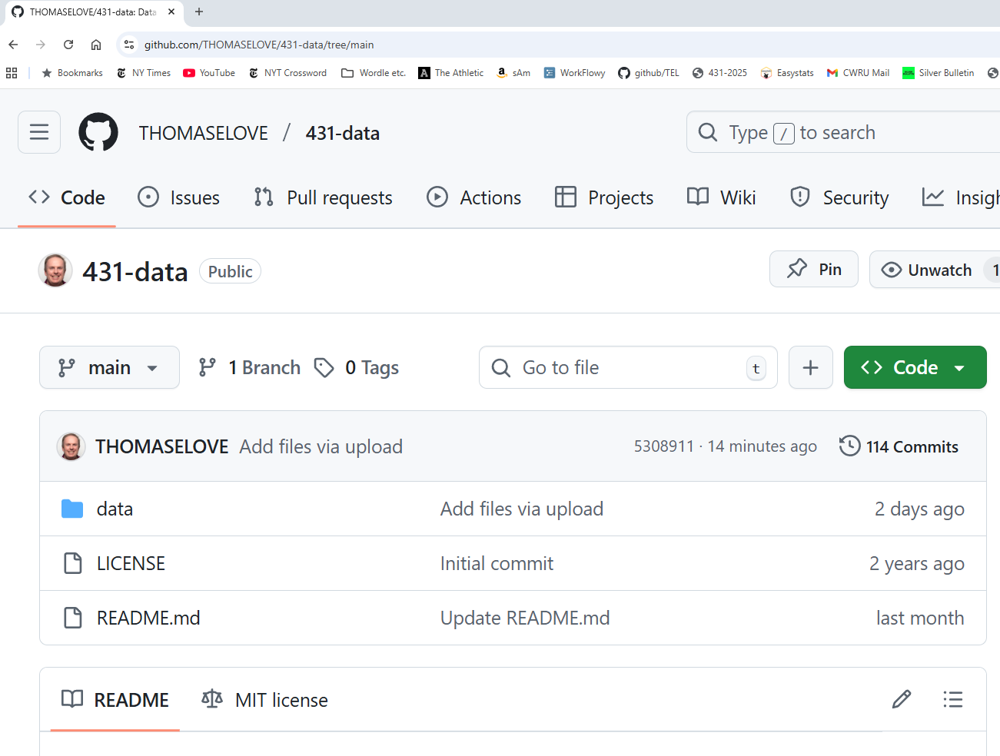 THOMASELOVE/431-data: Data
github.com/THOMASELOVE/431-data/tree/main
Bookmarks NY Times YouTube NYT Crossword Wordle etc. A The Athletic a sAm WorkFlowy github/TEL 431-2025 Easystats CWRU Mail Silver Bulletin
THOMASELOVE / 431-data Type / to search
Code Issues Pull requests Actions Projects Wiki Security Insigh
431-data Public Pin Unwatch 1
main 1 Branch 0 Tags Go to file t + Code
THOMASELOVE Add files via upload 5308911 · 14 minutes ago 114 Commits
data Add files via upload 2 days ago
LICENSE Initial commit 2 years ago
README.md Update README.md last month
README MIT license